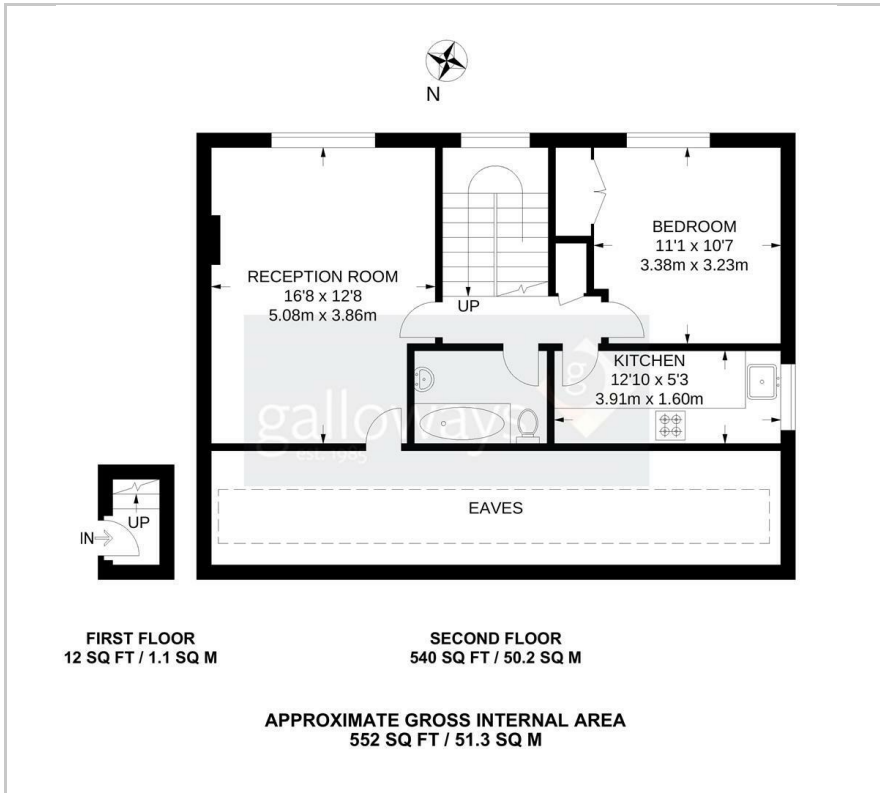 N
RECEPTION ROOM
16'8 x 12'8
5.08m x 3.86m
UP
BEDROOM
11'1 x 10'7
3.38m x 3.23m
KITCHEN
12'10 x 5'3
3.91m x 1.60m
g
galloways
est. 1985
EAVES
UP
IN
FIRST FLOOR
12 SQ FT / 1.1 SQ M
SECOND FLOOR
540 SQ FT / 50.2 SQ M
APPROXIMATE GROSS INTERNAL AREA
552 SQ FT / 51.3 SQ M